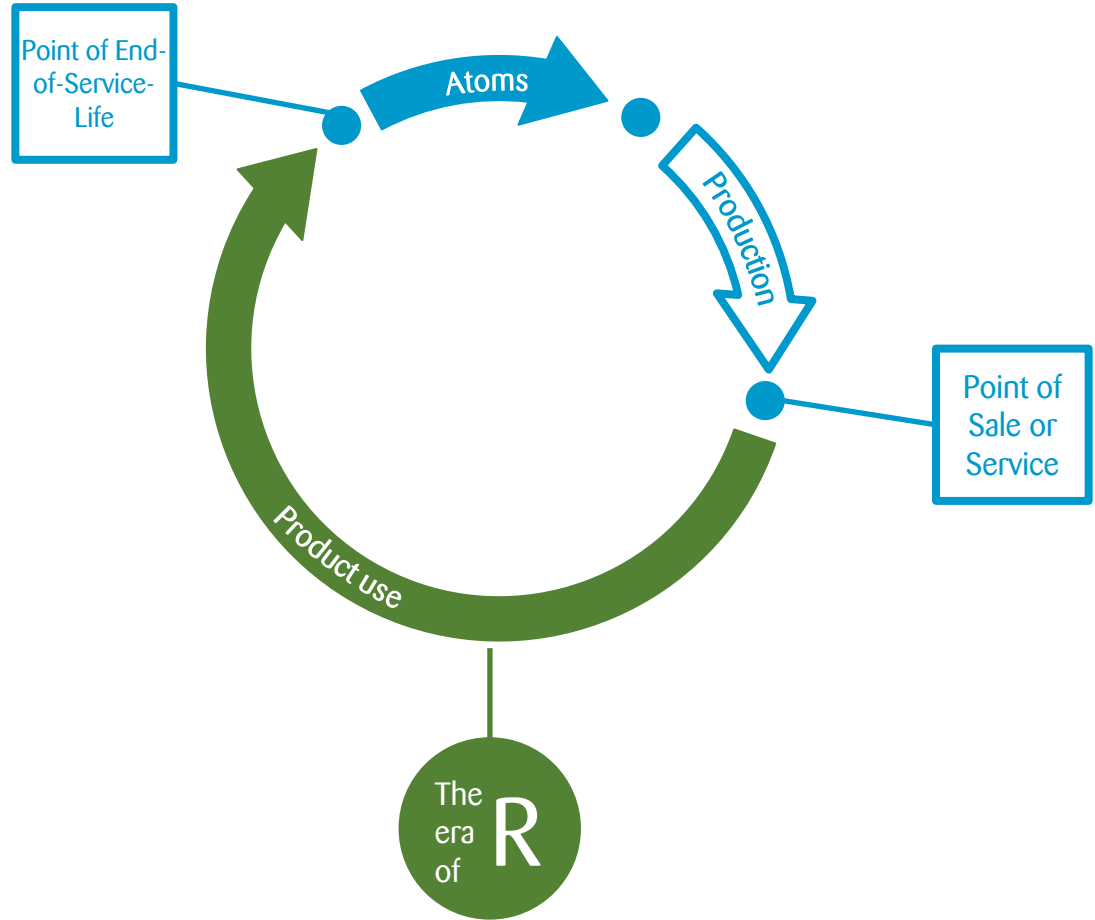 Point of End-
of-Service-
Life
Atoms
Production
Point of
Sale or
Service
Product use
The
era
of
R